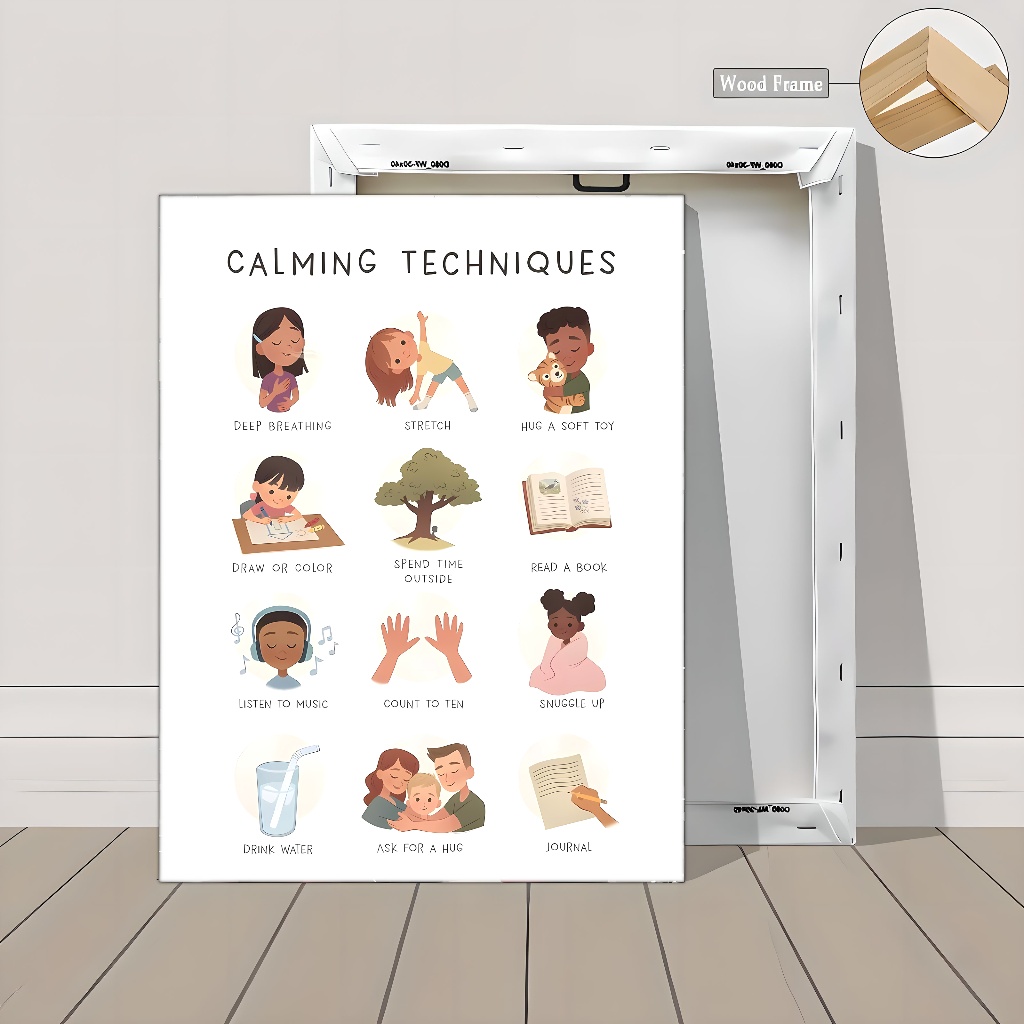 Wood Frame
CALMING TECHNIQUES
DEEP BREATHING
STRETCH
HUG A SOFT TOY
DRAW OR COLOR
SPEND TIME
OUTSIDE
READ A BOOK
LISTEN TO MUSIC
COUNT TO TEN
SNUGGLE UP
DRINK WATER
ASK FOR A HUG
JOURNAL